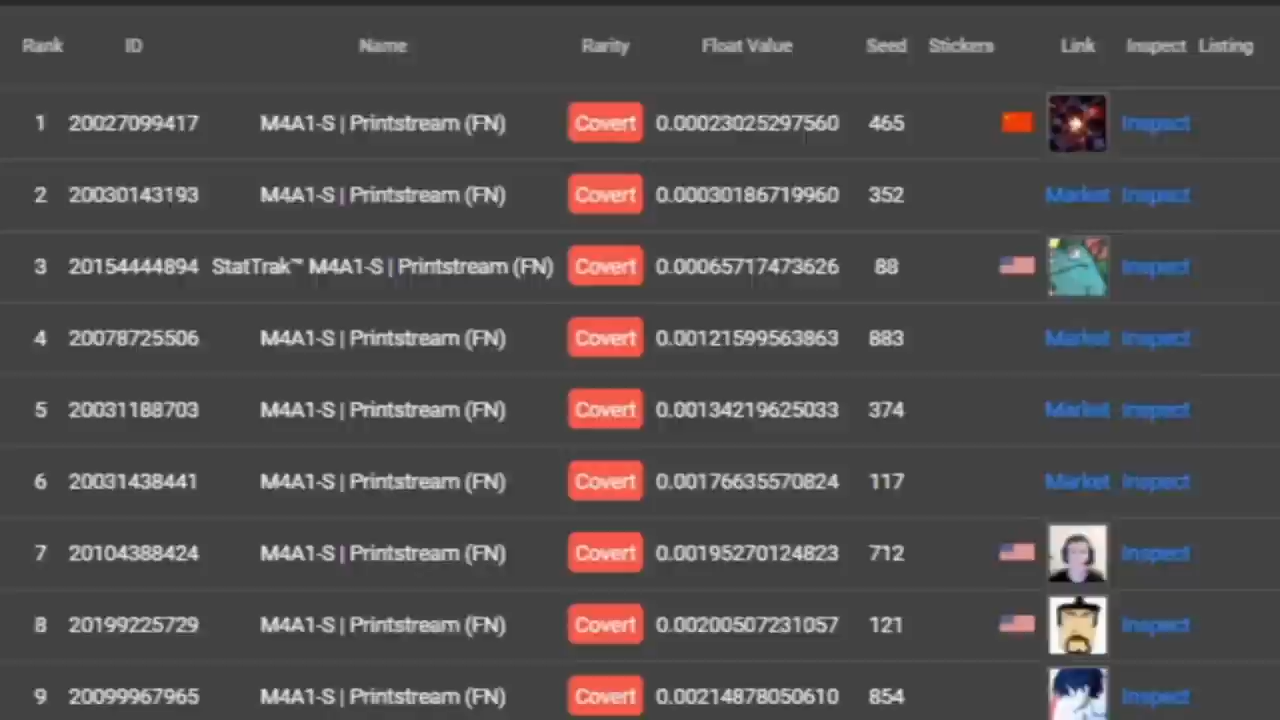 Rank ID Name Rarity Float Value Seed Stickers Link Inspect Listing
1 20027099417 M4A1-S | Printstream (FN) Covert 0.00023025297560 465 Inspect
2 20030143193 M4A1-S | Printstream (FN) Covert 0.00030186719960 352 Market Inspect
3 20154444894 StatTrak™ M4A1-S | Printstream (FN) Covert 0.00065717473626 88 Inspect
4 20078725506 M4A1-S | Printstream (FN) Covert 0.00121599563863 883 Market Inspect
5 20031188703 M4A1-S | Printstream (FN) Covert 0.00134219625033 374 Market Inspect
6 20031438441 M4A1-S | Printstream (FN) Covert 0.00176635570824 117 Market Inspect
7 20104388424 M4A1-S | Printstream (FN) Covert 0.00195270124823 712 Inspect
8 20199225729 M4A1-S | Printstream (FN) Covert 0.00200507231057 121 Inspect
9 20099967965 M4A1-S | Printstream (FN) Covert 0.00214878050610 854 Inspect